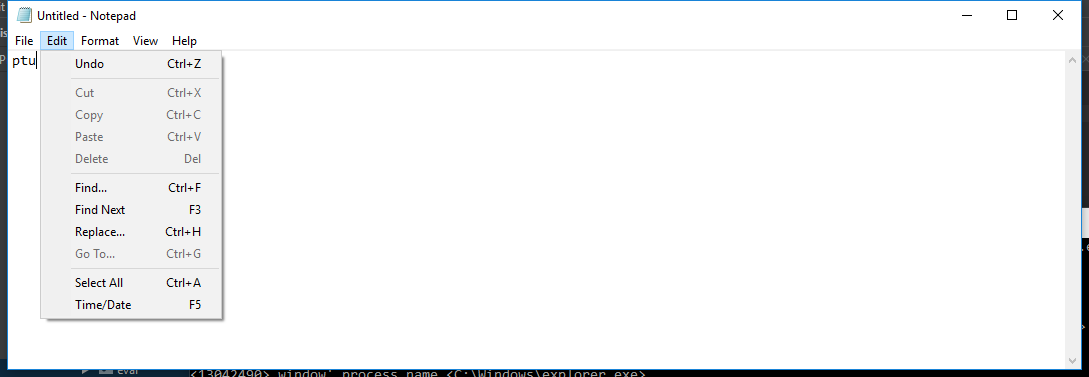 Untitled - Notepad
File Edit Format View Help
ptu
Undo Ctrl+Z
Cut Ctrl+X
Copy Ctrl+C
Paste Ctrl+V
Delete Del
Find... Ctrl+F
Find Next F3
Replace... Ctrl+H
Go To... Ctrl+G
Select All Ctrl+A
Time/Date F5
eval
<13042490> window' process name <C:\Windows\explorer.exe>